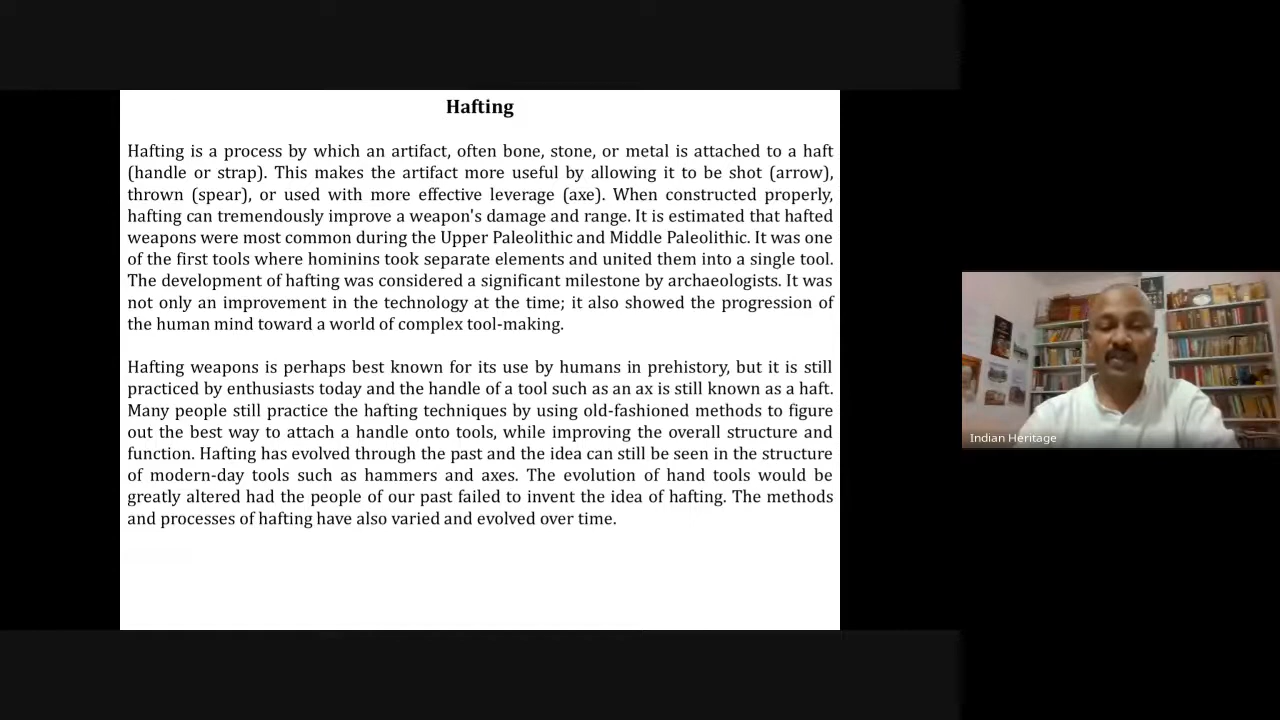 Hafting
Hafting is a process by which an artifact, often bone, stone, or metal is attached to a haft
(handle or strap). This makes the artifact more useful by allowing it to be shot (arrow),
thrown (spear), or used with more effective leverage (axe). When constructed properly,
hafting can tremendously improve a weapon's damage and range. It is estimated that hafted
weapons were most common during the Upper Paleolithic and Middle Paleolithic. It was one
of the first tools where hominins took separate elements and united them into a single tool.
The development of hafting was considered a significant milestone by archaeologists. It was
not only an improvement in the technology at the time; it also showed the progression of
the human mind toward a world of complex tool-making.
Hafting weapons is perhaps best known for its use by humans in prehistory, but it is still
practiced by enthusiasts today and the handle of a tool such as an ax is still known as a haft.
Many people still practice the hafting techniques by using old-fashioned methods to figure
out the best way to attach a handle onto tools, while improving the overall structure and
function. Hafting has evolved through the past and the idea can still be seen in the structure
of modern-day tools such as hammers and axes. The evolution of hand tools would be
greatly altered had the people of our past failed to invent the idea of hafting. The methods
and processes of hafting have also varied and evolved over time.
Indian Heritage